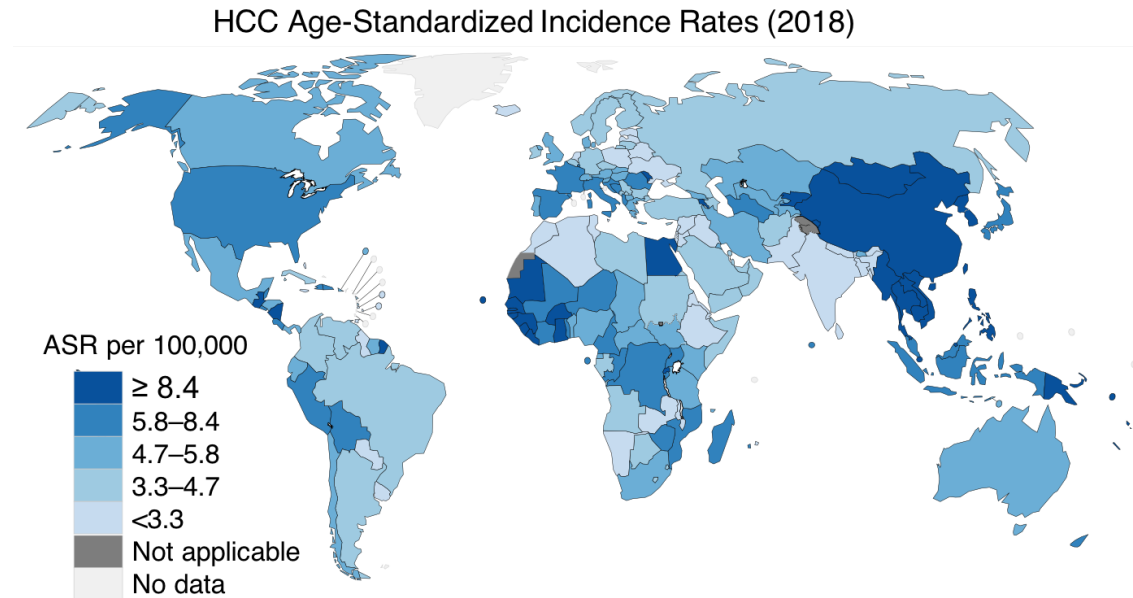 HCC Age-Standardized Incidence Rates (2018)
ASR per 100,000
≥ 8.4
5.8–8.4
4.7–5.8
3.3–4.7
<3.3
Not applicable
No data